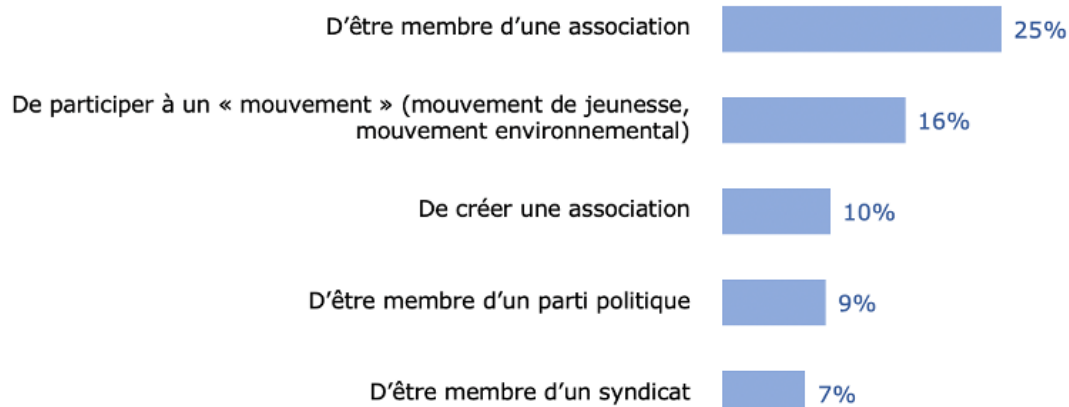 D’être membre d’une association 25%
De participer à un « mouvement » (mouvement de jeunesse,
mouvement environnemental) 16%
De créer une association 10%
D’être membre d’un parti politique 9%
D’être membre d’un syndicat 7%